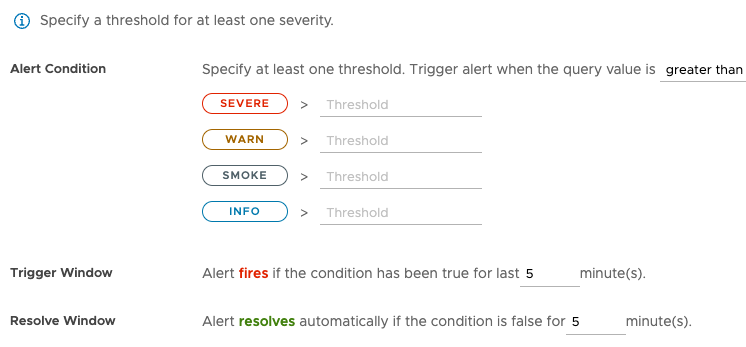 Specify a threshold for at least one severity.
Alert Condition Specify at least one threshold. Trigger alert when the query value is greater than
SEVERE > Threshold
WARN > Threshold
SMOKE > Threshold
INFO > Threshold
Trigger Window Alert fires if the condition has been true for last 5 minute(s).
Resolve Window Alert resolves automatically if the condition is false for 5 minute(s).